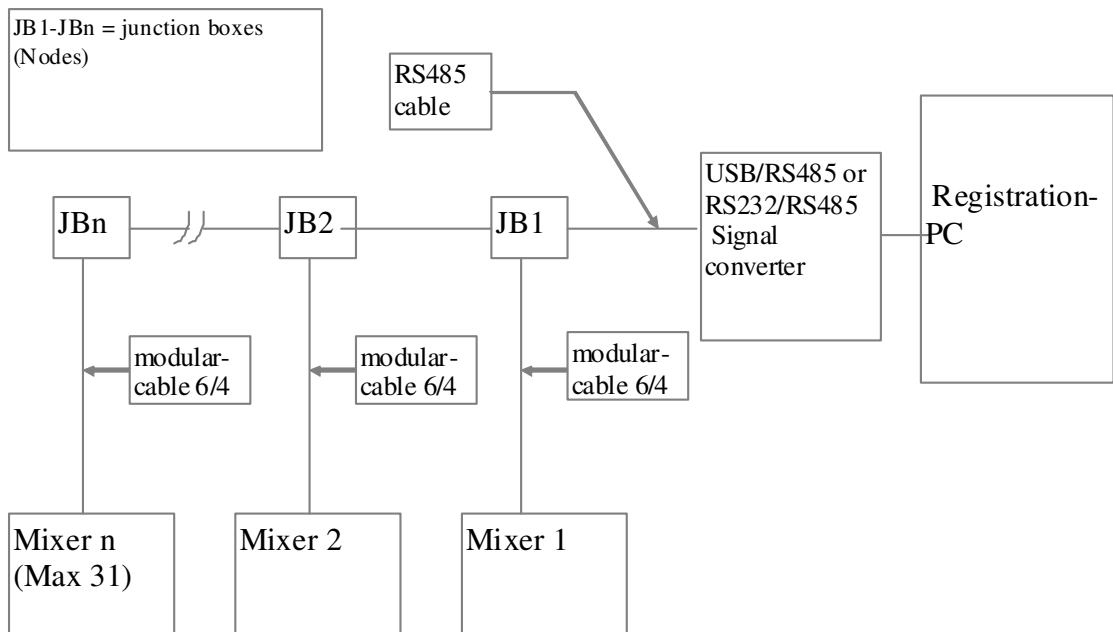 JB1-JBn = junction boxes
(Nodes)
RS485
cable
USB/RS485 or
RS232/RS485
Signal
converter
Registration-
PC
JBn
JB2
JB1
modular-
cable 6/4
modular-
cable 6/4
modular-
cable 6/4
Mixer n
(Max 31)
Mixer 2
Mixer 1